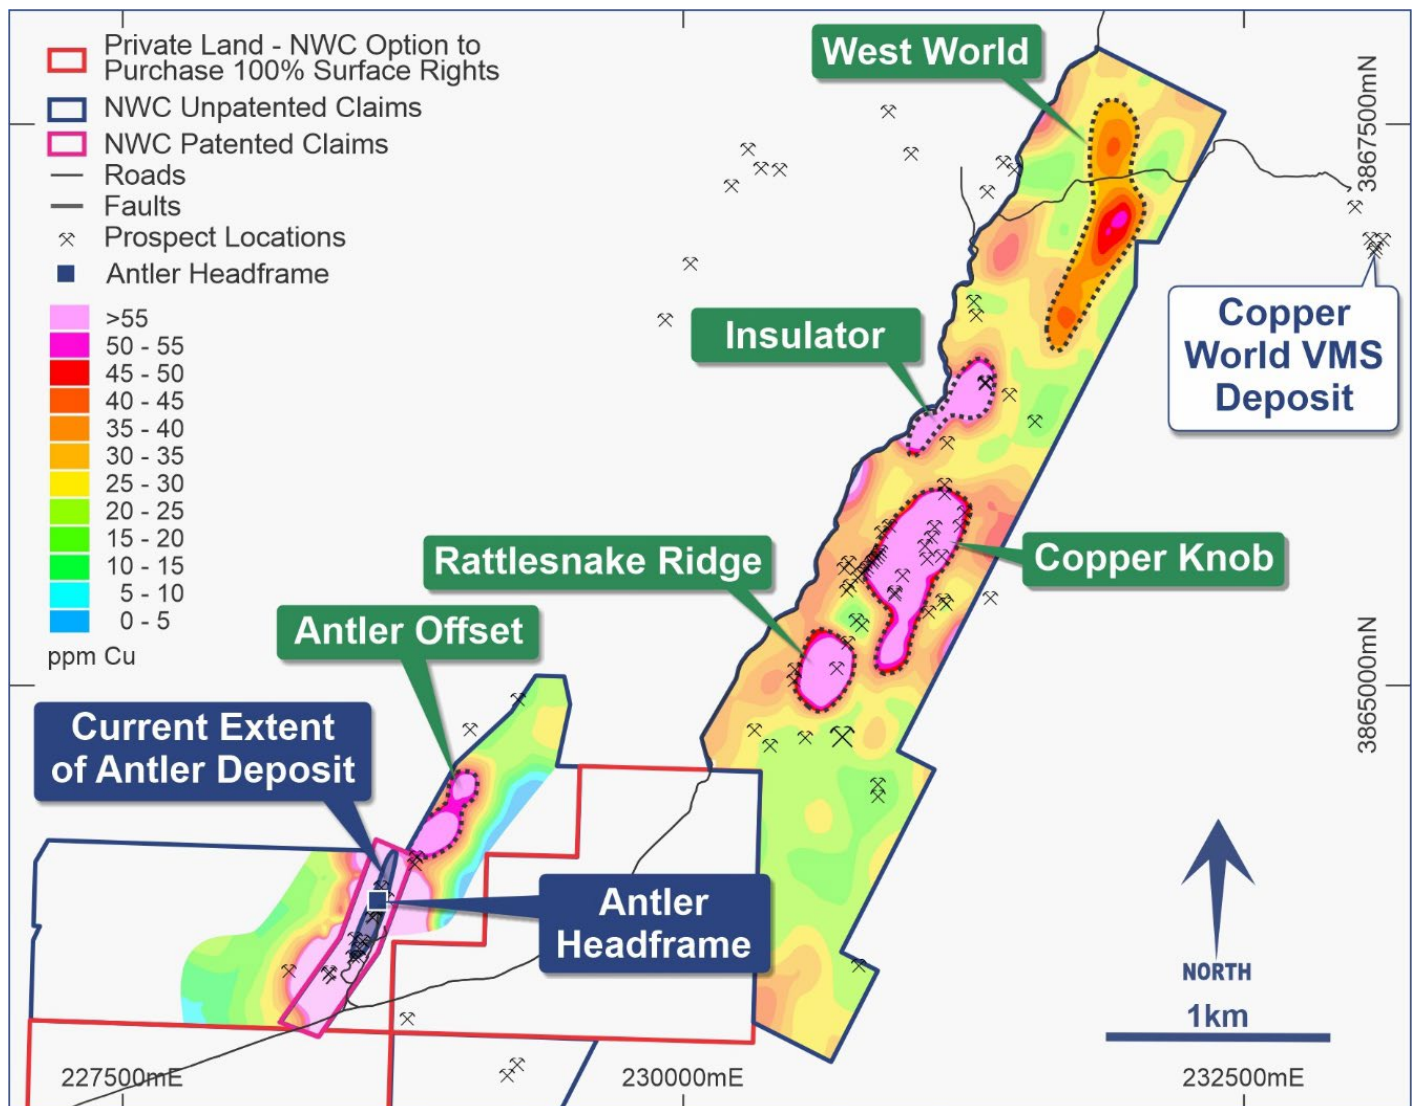 Private Land - NWC Option to
Purchase 100% Surface Rights
NWC Unpatented Claims
NWC Patented Claims
Roads
Faults
Prospect Locations
Antler Headframe
>55
50 - 55
45 - 50
40 - 45
35 - 40
30 - 35
25 - 30
20 - 25
15 - 20
10 - 15
5 - 10
0 - 5
ppm Cu
West World
3867500mN
Copper
World VMS
Deposit
Insulator
Rattlesnake Ridge
Copper Knob
Antler Offset
3865000mN
Current Extent
of Antler Deposit
Antler
Headframe
NORTH
1km
227500mE
230000mE
232500mE